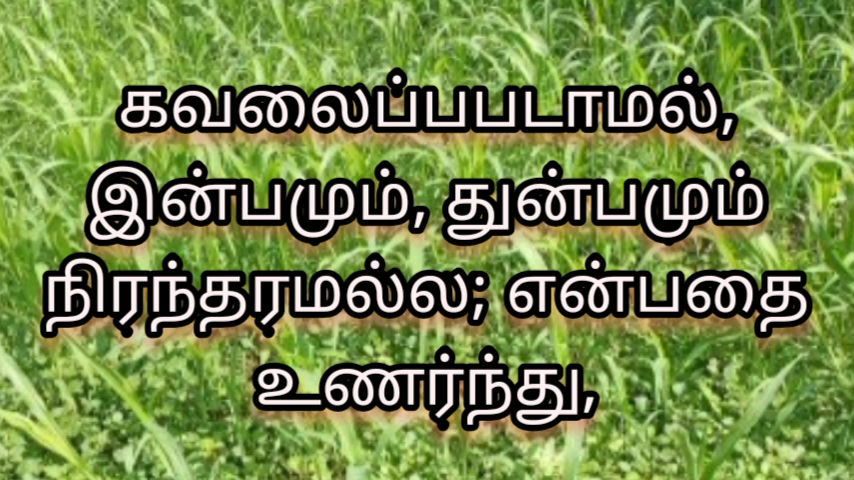 கவலைப்பபடாமல்,
இன்பமும், துன்பமும்
நிரந்தரமல்ல; என்பதை
உணர்ந்து,